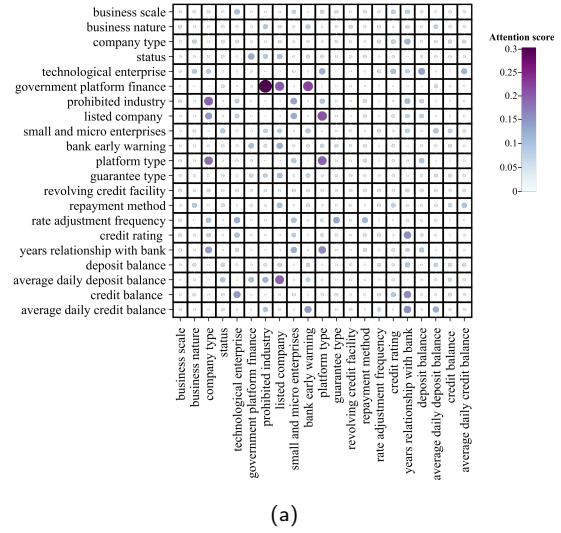 business scale
business nature
company type
status
technological enterprise
government platform finance
prohibited industry
listed company
small and micro enterprises
bank early warning
platform type
guarantee type
revolving credit facility
repayment method
rate adjustment frequency
credit rating
years relationship with bank
deposit balance
average daily deposit balance
credit balance
average daily credit balance
business scale
business nature
company type
status
technological enterprise
government platform finance
prohibited industry
listed company
small and micro enterprises
bank early warning
platform type
guarantee type
revolving credit facility
repayment method
rate adjustment frequency
credit rating
years relationship with bank
deposit balance
average daily deposit balance
credit balance
average daily credit balance
Attention score
0.3
0.25
0.2
0.15
0.1
0.05
0
(a)